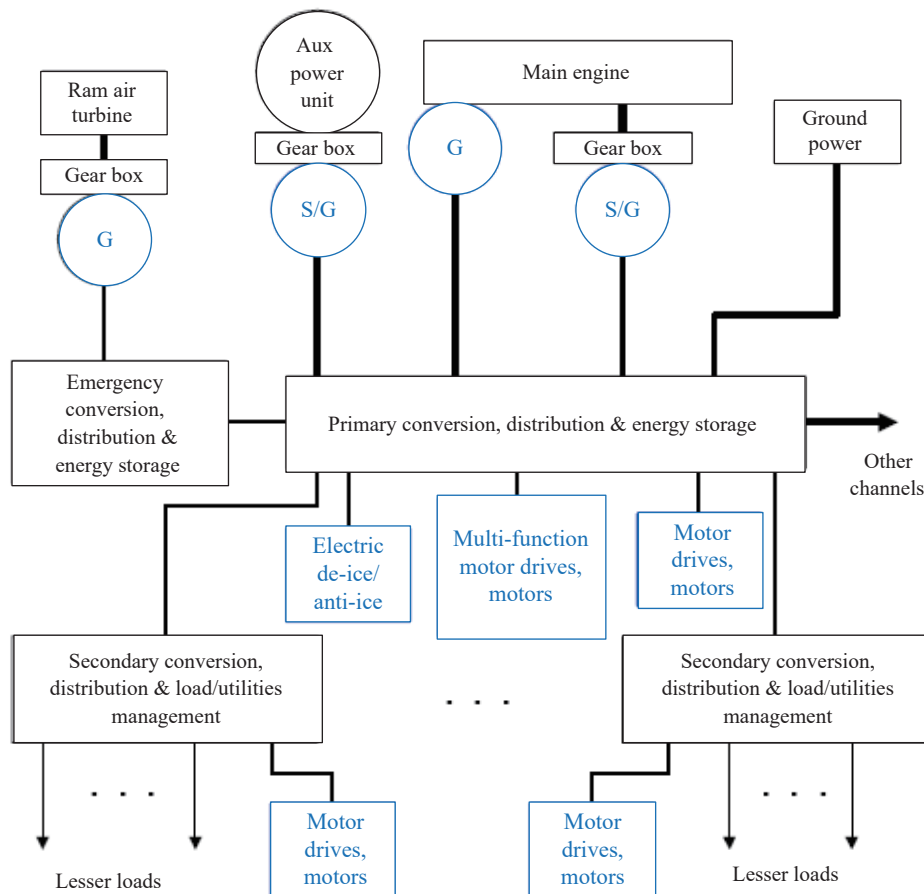 Ram air
turbine
Gear box
G
Aux
power
unit
Gear box
S/G
Main engine
G
Gear box
S/G
Ground
power
Emergency
conversion,
distribution &
energy storage
Primary conversion, distribution & energy storage
Other
channels
Electric
de-ice/
anti-ice
Multi-function
motor drives,
motors
Motor
drives,
motors
Secondary conversion,
distribution & load/utilities
management
. . .
Secondary conversion,
distribution & load/utilities
management
. . .
Lesser loads
Motor
drives,
motors
Motor
drives,
motors
. . .
Lesser loads